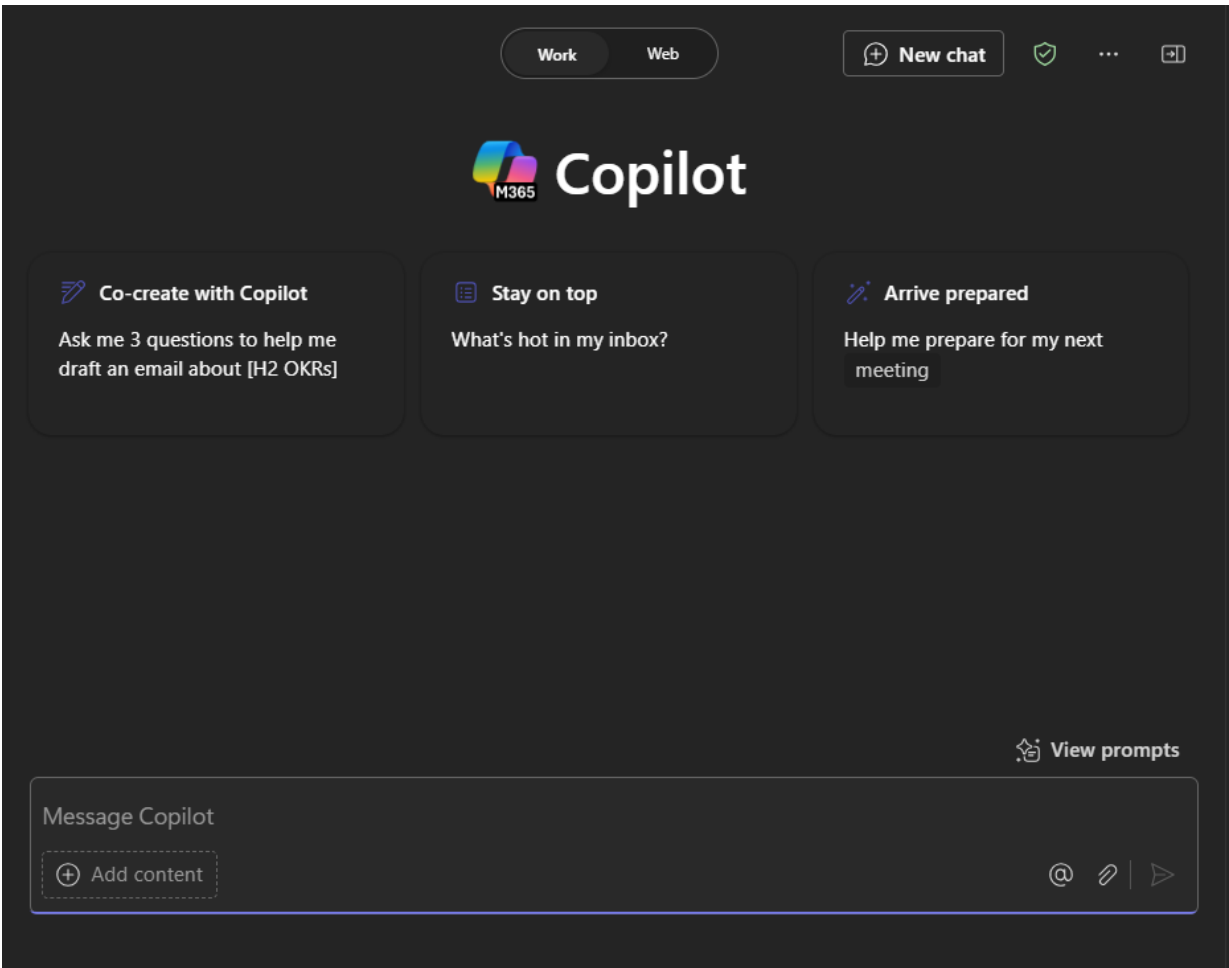 Work
Web
New chat
M365
Copilot
Co-create with Copilot
Ask me 3 questions to help me
draft an email about [H2 OKRs]
Stay on top
What's hot in my inbox?
Arrive prepared
Help me prepare for my next
meeting
View prompts
Message Copilot
Add content